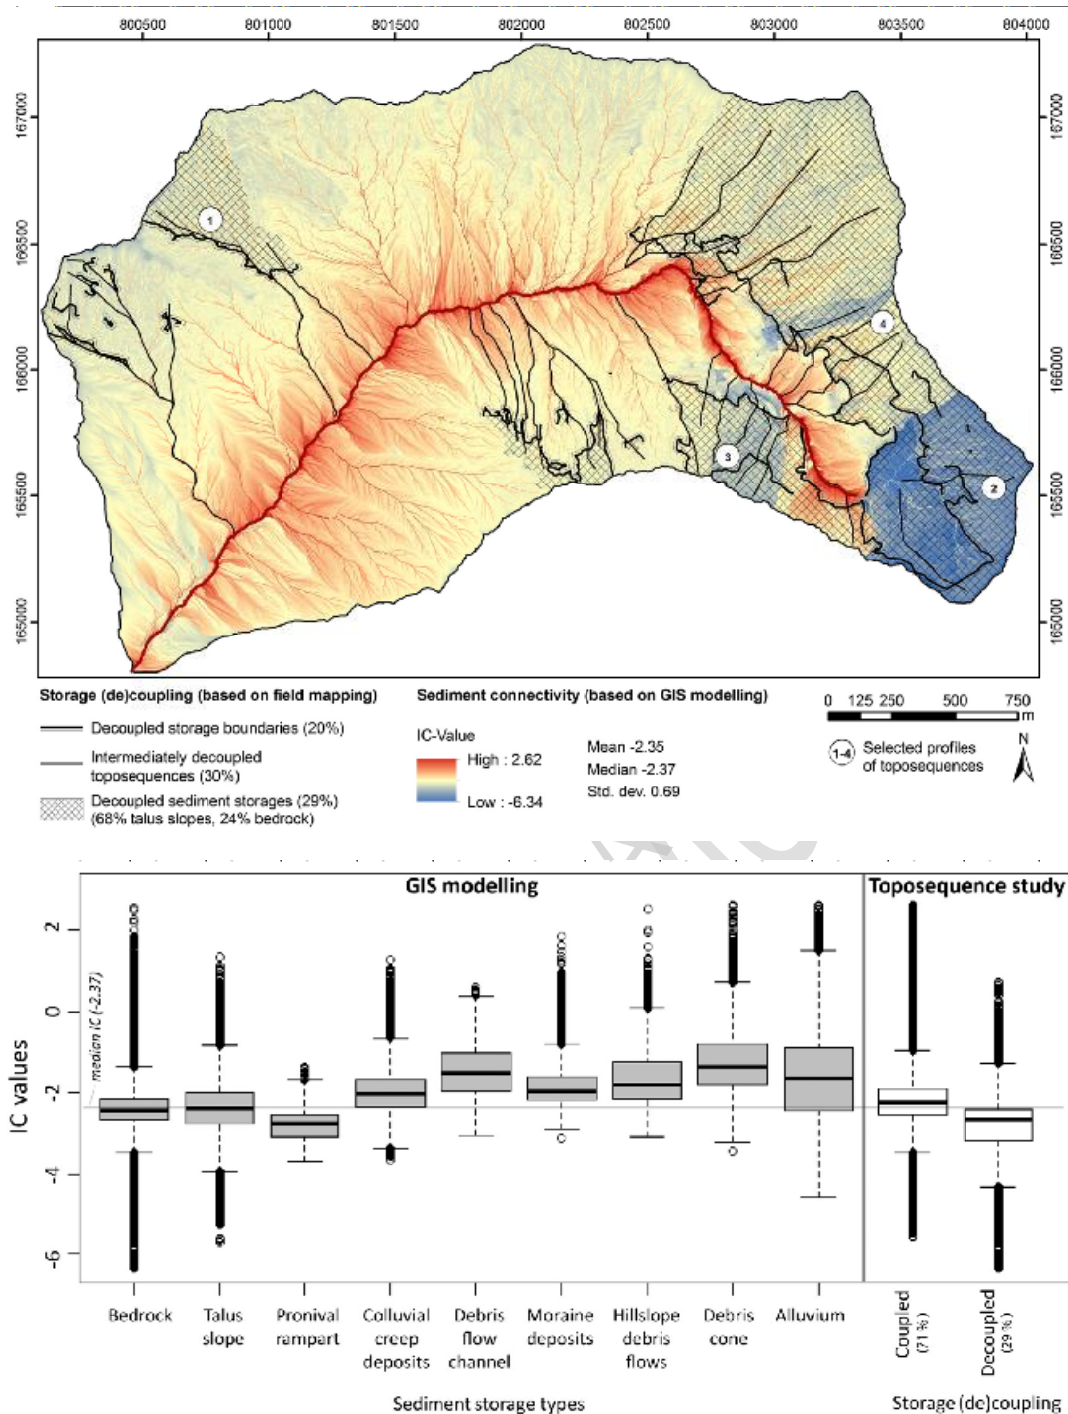 800500 801000 801500 802000 802500 803000 803500 804000
167000 167000
166500 166500
166000 166000
165500 165500
165000 165000
1
4
3
2
Storage (de)coupling (based on field mapping)
Decoupled storage boundaries (20%)
Intermediately decoupled
toposequences (30%)
Decoupled sediment storages (29%)
(68% talus slopes, 24% bedrock)
Sediment connectivity (based on GIS modelling)
IC-Value
High : 2.62
Low : -6.34
Mean -2.35
Median -2.37
Std. dev. 0.69
0 125 250 500 750
m
1-4 Selected profiles
of toposequences
N
GIS modelling
Toposequence study
IC values
2
0
-2
-4
-6
median IC (-2.37)
Bedrock
Talus
slope
Pronival
rampart
Colluvial
creep
deposits
Debris
flow
channel
Moraine
deposits
Hillslope
debris
flows
Debris
cone
Alluvium
Coupled
(71%)
Decoupled
(29%)
Sediment storage types
Storage (de)coupling